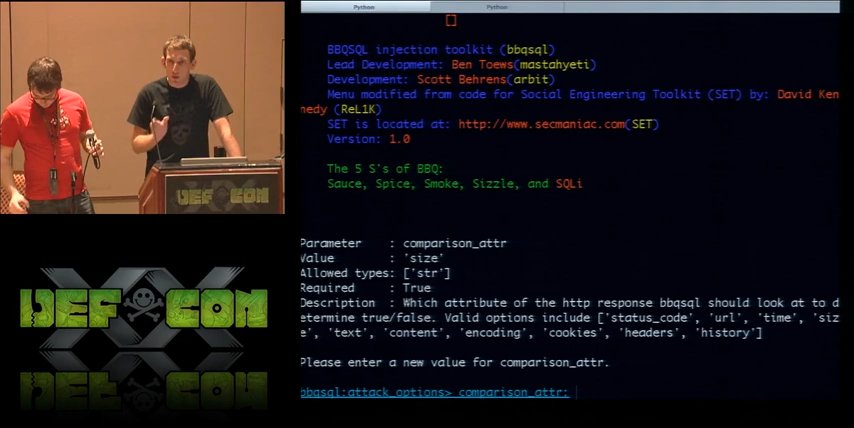 Python
Python
[]
BBQSQL injection toolkit (bbqsql)
Lead Development: Ben Toews(mastahyeti)
Development: Scott Behrens(arbit)
Menu modified from code for Social Engineering Toolkit (SET) by: David Ken
nedy (ReL1K)
SET is located at: http://www.secmaniac.com(SET)
Version: 1.0
The 5 S's of BBQ:
Sauce, Spice, Smoke, Sizzle, and SQLi
Parameter : comparison_attr
Value : 'size'
Allowed types: ['str']
Required : True
Description : Which attribute of the http response bbqsql should look at to d
etermine true/false. Valid options include ['status_code', 'url', 'time', 'siz
e', 'text', 'content', 'encoding', 'cookies', 'headers', 'history']
Please enter a new value for comparison_attr.
bbqsql:attack_options> comparison_attr:
DEF CON
DEF CON